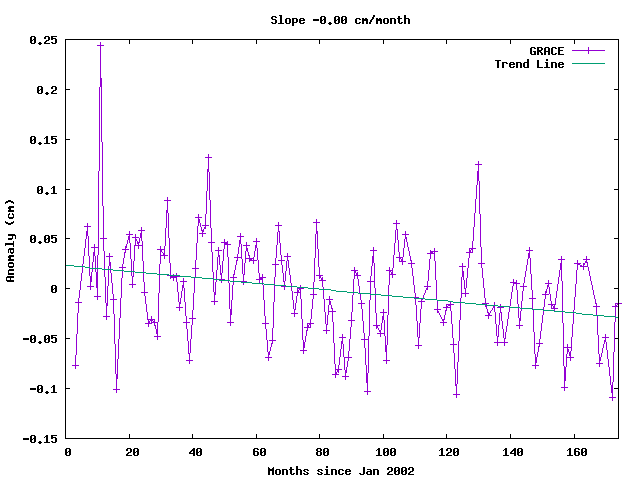 Slope -0.00 cm/month
GRACE
Trend Line
0.25
0.2
0.15
0.1
0.05
0
-0.05
-0.1
-0.15
Anomaly (cm)
0 20 40 60 80 100 120 140 160
Months since Jan 2002